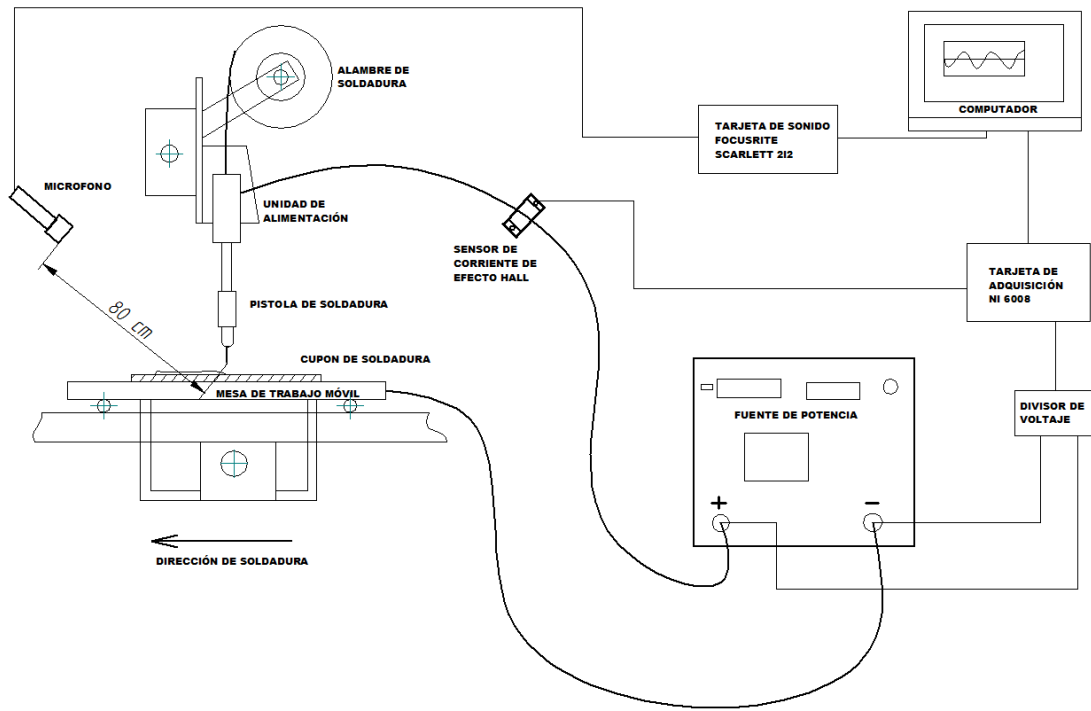 ALAMBRE DE
SOLDADURA
COMPUTADOR
TARJETA DE SONIDO
FOCUSRITE
SCARLETT 2I2
MICROFONO
UNIDAD DE
ALIMENTACIÓN
SENSOR DE
CORRIENTE DE
EFECTO HALL
TARJETA DE
ADQUISICIÓN
NI 6008
PISTOLA DE SOLDADURA
80 cm
CUPON DE SOLDADURA
MESA DE TRABAJO MÓVIL
FUENTE DE POTENCIA
DIVISOR DE
VOLTAJE
+
−
DIRECCIÓN DE SOLDADURA